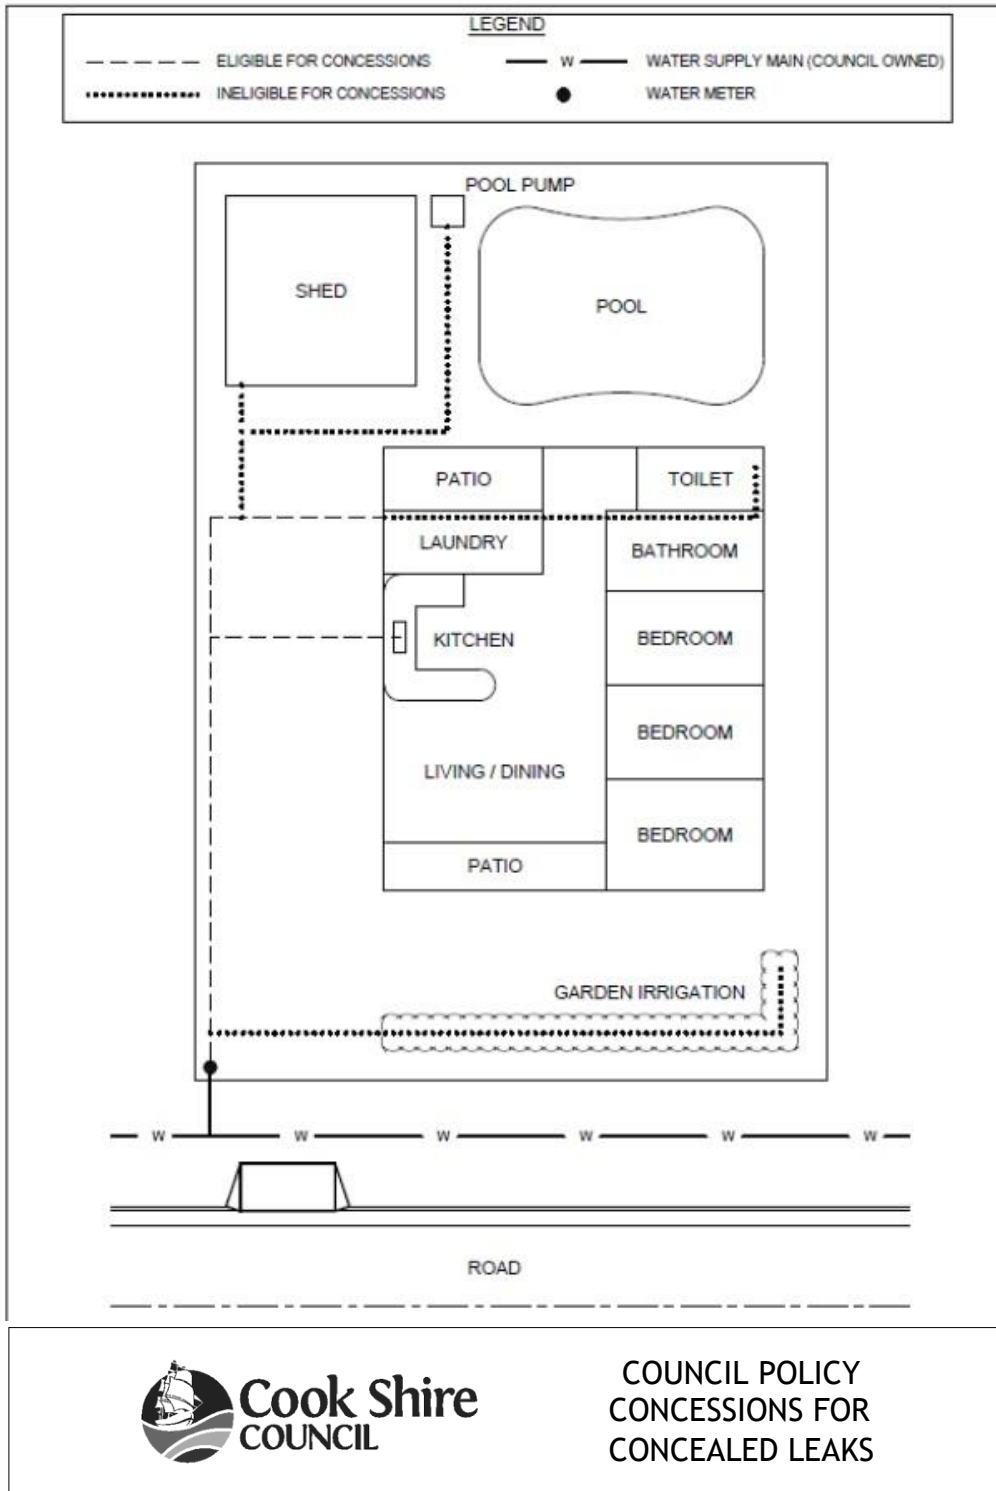 LEGEND
ELIGIBLE FOR CONCESSIONS
W
WATER SUPPLY MAIN (COUNCIL OWNED)
INELIGIBLE FOR CONCESSIONS
WATER METER
POOL PUMP
SHED
POOL
PATIO
TOILET
LAUNDRY
BATHROOM
KITCHEN
BEDROOM
BEDROOM
LIVING / DINING
BEDROOM
PATIO
GARDEN IRRIGATION
W W W W W W
ROAD
Cook Shire
COUNCIL
COUNCIL POLICY
CONCESSIONS FOR
CONCEALED LEAKS